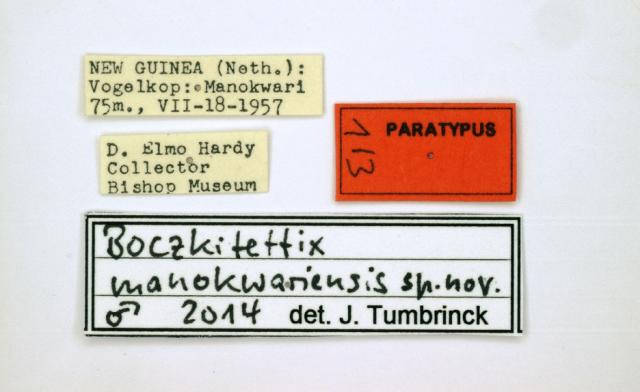 NEW GUINEA (Neth.):
Vogelkop: Manokwari
75m., VII-18-1957
D. Elmo Hardy
Collector
Bishop Museum
PARATYPUS
113
Boczkitettix
manokwariensis sp. nov.
♂ 2014 det. J. Tumbrinck